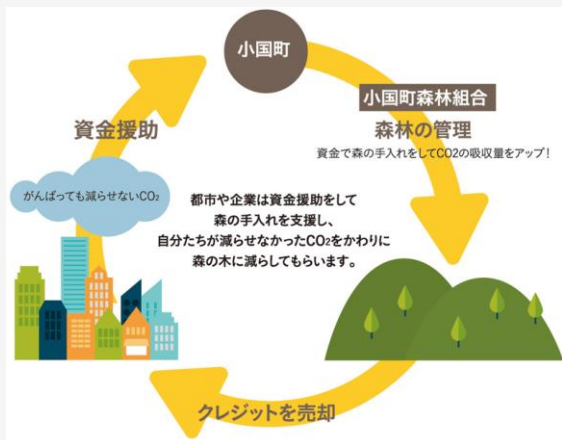 小国町
小国町森林組合
森林の管理
資金で森の手入れをしてCO2の吸収量をアップ!
資金援助
がんばっても減らせないCO₂
都市や企業は資金援助をして
森の手入れを支援し、
自分たちが減らせなかったCO₂をかわりに
森の木に減らしてもらいます。
クレジットを売却